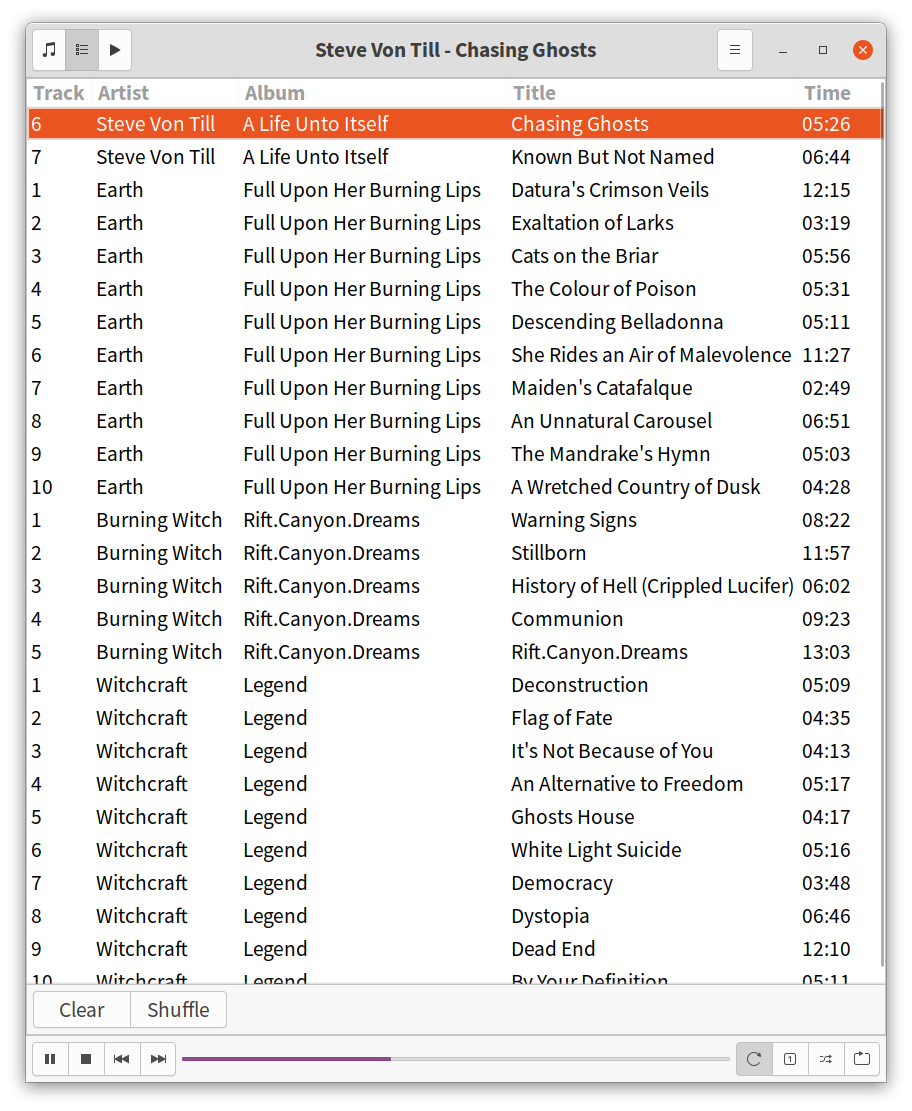 Steve Von Till - Chasing Ghosts
Track Artist Album Title Time
6 Steve Von Till A Life Unto Itself Chasing Ghosts 05:26
7 Steve Von Till A Life Unto Itself Known But Not Named 06:44
1 Earth Full Upon Her Burning Lips Datura's Crimson Veils 12:15
2 Earth Full Upon Her Burning Lips Exaltation of Larks 03:19
3 Earth Full Upon Her Burning Lips Cats on the Briar 05:56
4 Earth Full Upon Her Burning Lips The Colour of Poison 05:31
5 Earth Full Upon Her Burning Lips Descending Belladonna 05:11
6 Earth Full Upon Her Burning Lips She Rides an Air of Malevolence 11:27
7 Earth Full Upon Her Burning Lips Maiden's Catafalque 02:49
8 Earth Full Upon Her Burning Lips An Unnatural Carousel 06:51
9 Earth Full Upon Her Burning Lips The Mandrake's Hymn 05:03
10 Earth Full Upon Her Burning Lips A Wretched Country of Dusk 04:28
1 Burning Witch Rift.Canyon.Dreams Warning Signs 08:22
2 Burning Witch Rift.Canyon.Dreams Stillborn 11:57
3 Burning Witch Rift.Canyon.Dreams History of Hell (Crippled Lucifer) 06:02
4 Burning Witch Rift.Canyon.Dreams Communion 09:23
5 Burning Witch Rift.Canyon.Dreams Rift.Canyon.Dreams 13:03
1 Witchcraft Legend Deconstruction 05:09
2 Witchcraft Legend Flag of Fate 04:35
3 Witchcraft Legend It's Not Because of You 04:13
4 Witchcraft Legend An Alternative to Freedom 05:17
5 Witchcraft Legend Ghosts House 04:17
6 Witchcraft Legend White Light Suicide 05:16
7 Witchcraft Legend Democracy 03:48
8 Witchcraft Legend Dystopia 06:46
9 Witchcraft Legend Dead End 12:10
10 Witchcraft Legend By Your Definition 05:11
Clear Shuffle
1